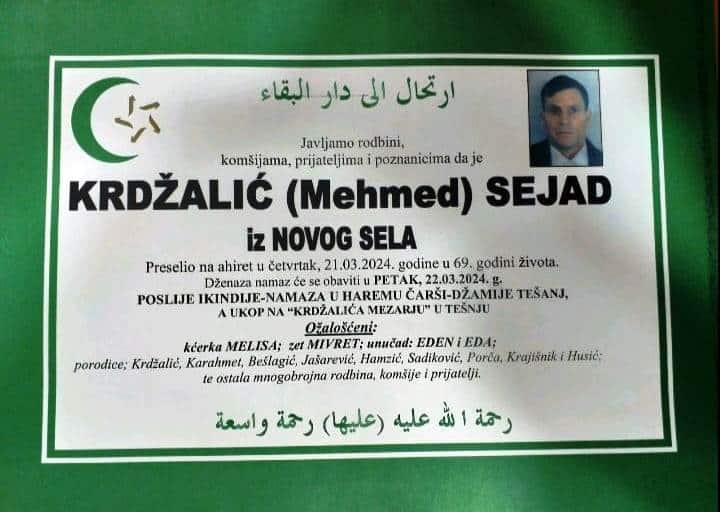 ارتحال الى دار البقاء
Javljamo rodbini,
komšijama, prijateljima i poznanicima da je
KRDŽALIĆ (Mehmed) SEJAD
iz NOVOG SELA
Preselio na ahiret u četvrtak, 21.03.2024. godine u 69. godini života.
Dženaza namaz će se obaviti u PETAK, 22.03.2024. g.
POSLIJE IKINDIJE-NAMAZA U HAREMU ČARŠI-DŽAMIJE TEŠANJ,
A UKOP NA “KRDŽALIĆA MEZARJU” U TEŠNJU
Ožalošćeni:
kćerka MELISA; zet MIVRET; unučad: EDEN i EDA;
porodice; Krdžalić, Karahmet, Bešlagić, Jašarević, Hamzić, Sadiković, Porča, Krajišnik i Husić;
te ostala mnogobrojna rodbina, komšije i prijatelji.
رحمة الله عليه (عليها) رحمة واسعة